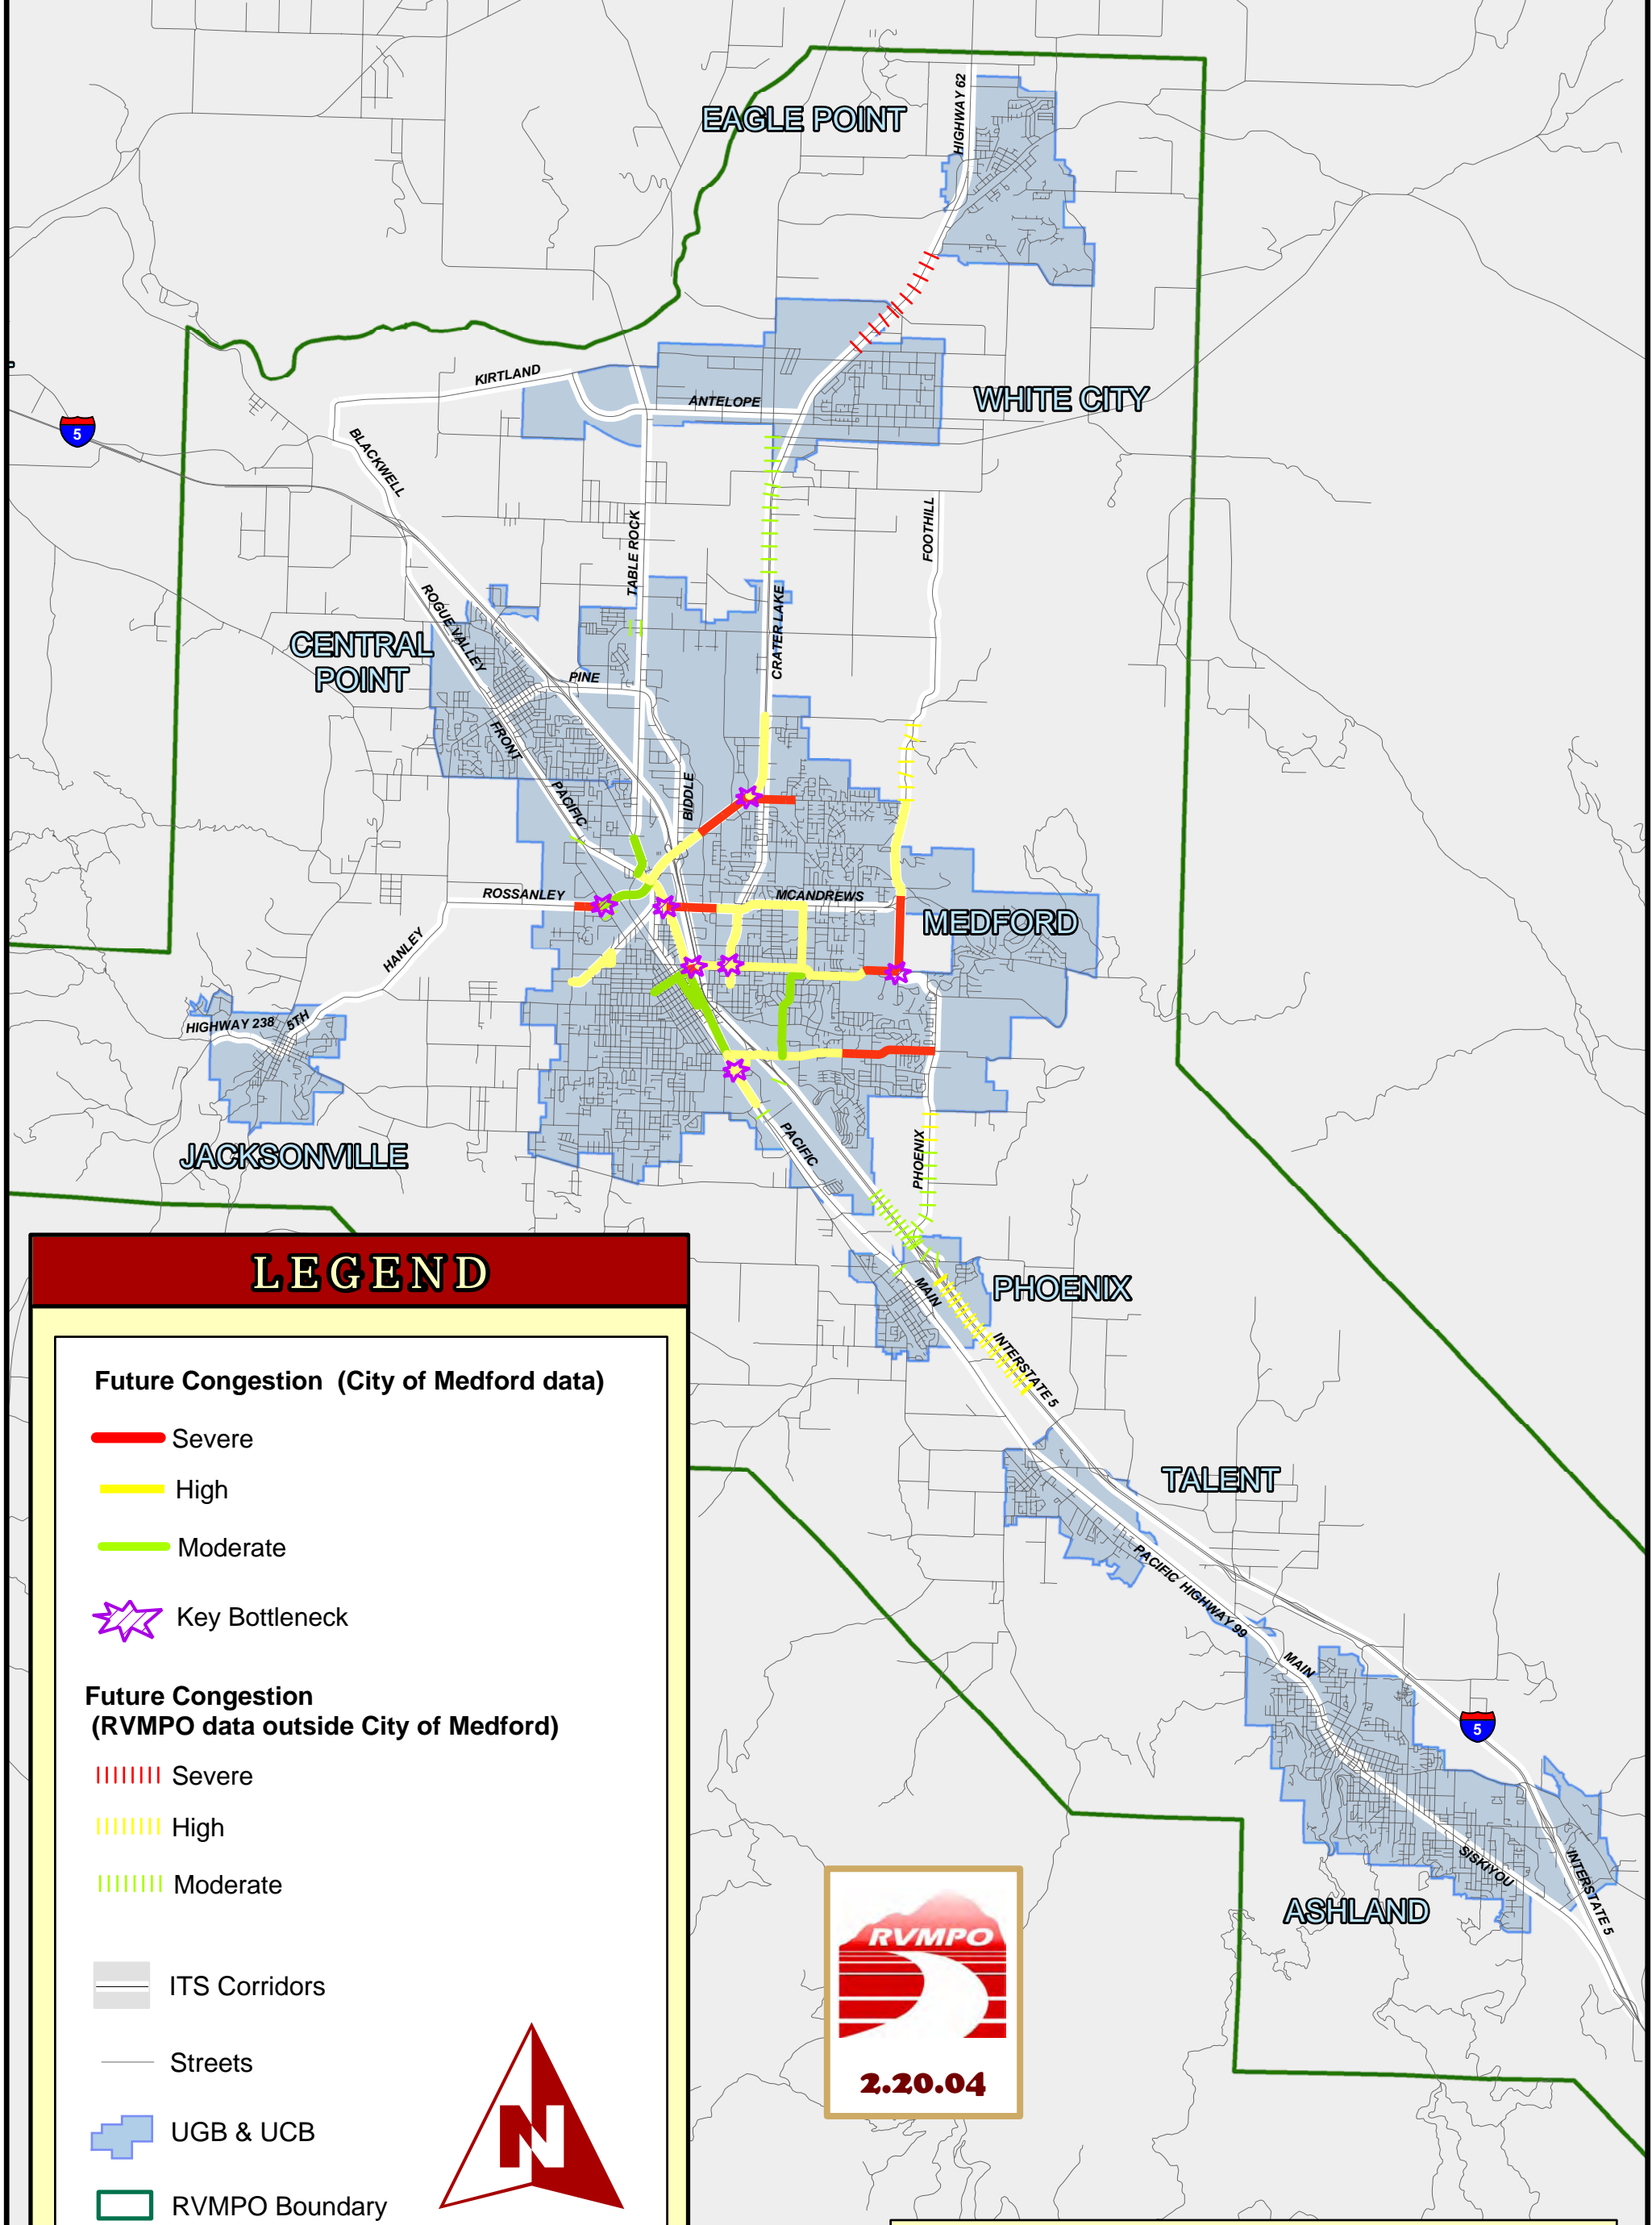 HIGHWAY 62
EAGLE POINT
KIRTLAND
ANTELOPE
WHITE CITY
5
BLACKWELL
TABLE ROCK
FOOTHILL
CRATER LAKE
ROGUE VALLEY
CENTRAL
POINT
PINE
FRONT
PACIFIC
BIDDLE
ROSSANLEY
MCANDREWS
MEDFORD
HANLEY
HIGHWAY 238
5TH
JACKSONVILLE
PACIFIC
PHOENIX
MAIN
PHOENIX
INTERSTATE 5
TALENT
PACIFIC HIGHWAY 99
MAIN
5
SISKIYOU
INTERSTATE 5
ASHLAND
LEGEND
Future Congestion (City of Medford data)
Severe
High
Moderate
Key Bottleneck
Future Congestion
(RVMPO data outside City of Medford)
Severe
High
Moderate
ITS Corridors
Streets
UGB & UCB
RVMPO Boundary
N
RVMPO
2.20.04